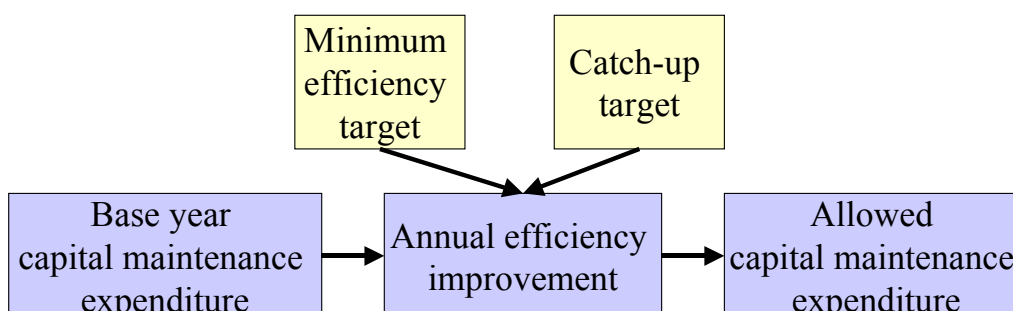 Minimum
efficiency
target
Catch-up
target
Base year
capital maintenance
expenditure
Annual efficiency
improvement
Allowed
capital maintenance
expenditure